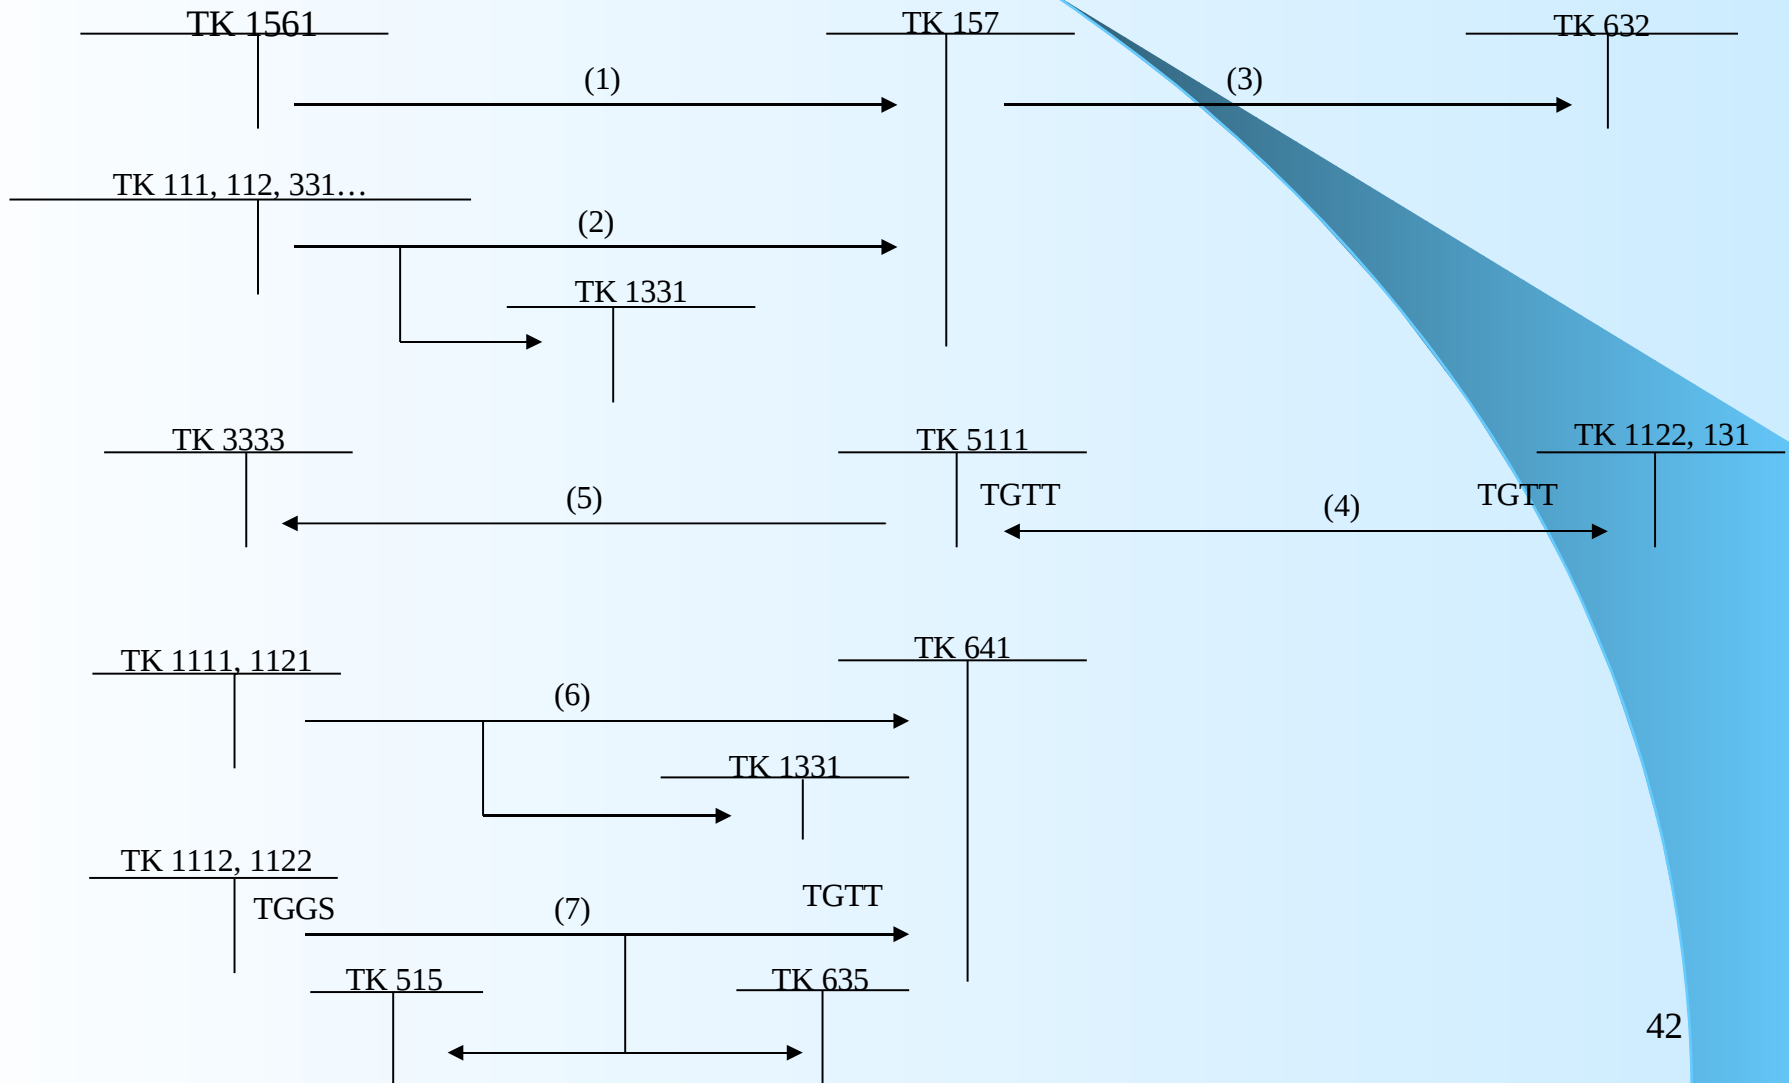 TK 1561
TK 157
TK 632
(1)
(3)
TK 111, 112, 331…
(2)
TK 1331
TK 3333
TK 5111
TK 1122, 131
(5)
TGTT
(4)
TGTT
TK 1111, 1121
TK 641
(6)
TK 1331
TK 1112, 1122
TGGS
(7)
TGTT
TK 515
TK 635
42